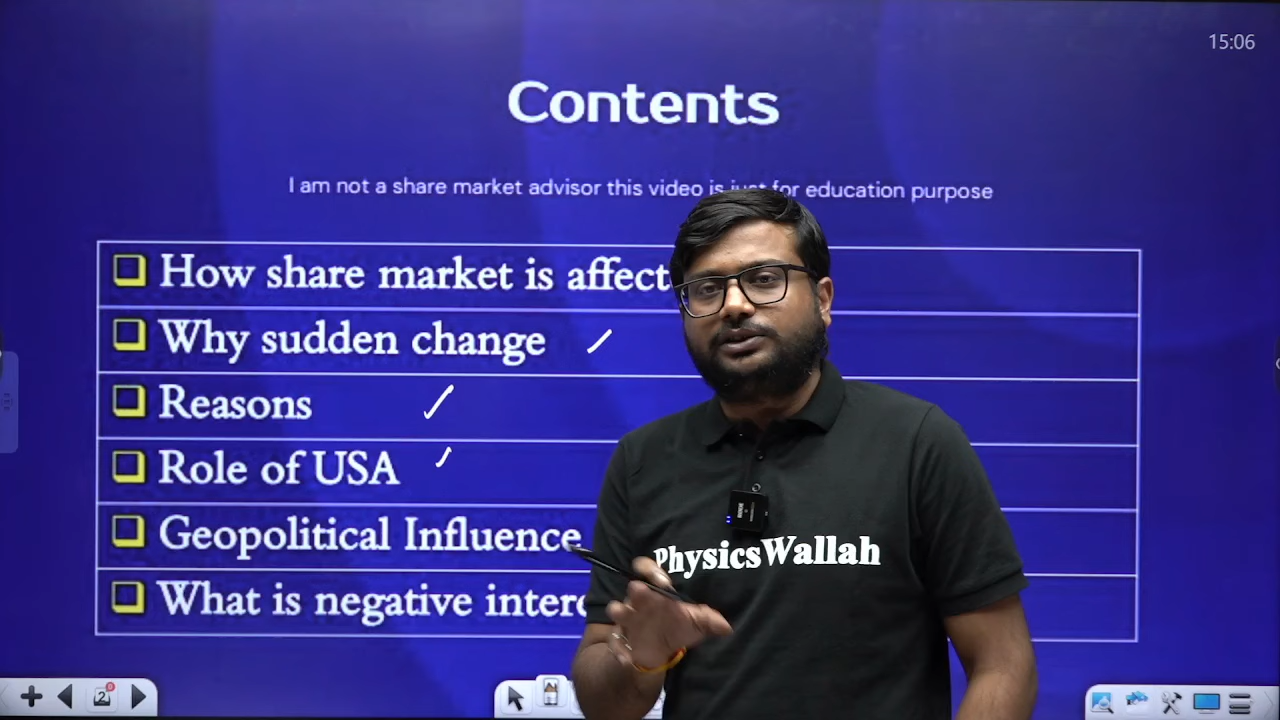 15:06
Contents
I am not a share market advisor this video is just for education purpose
How share market is affect
Why sudden change
Reasons
Role of USA
Geopolitical Influence
What is negative
PhysicsWallah
2